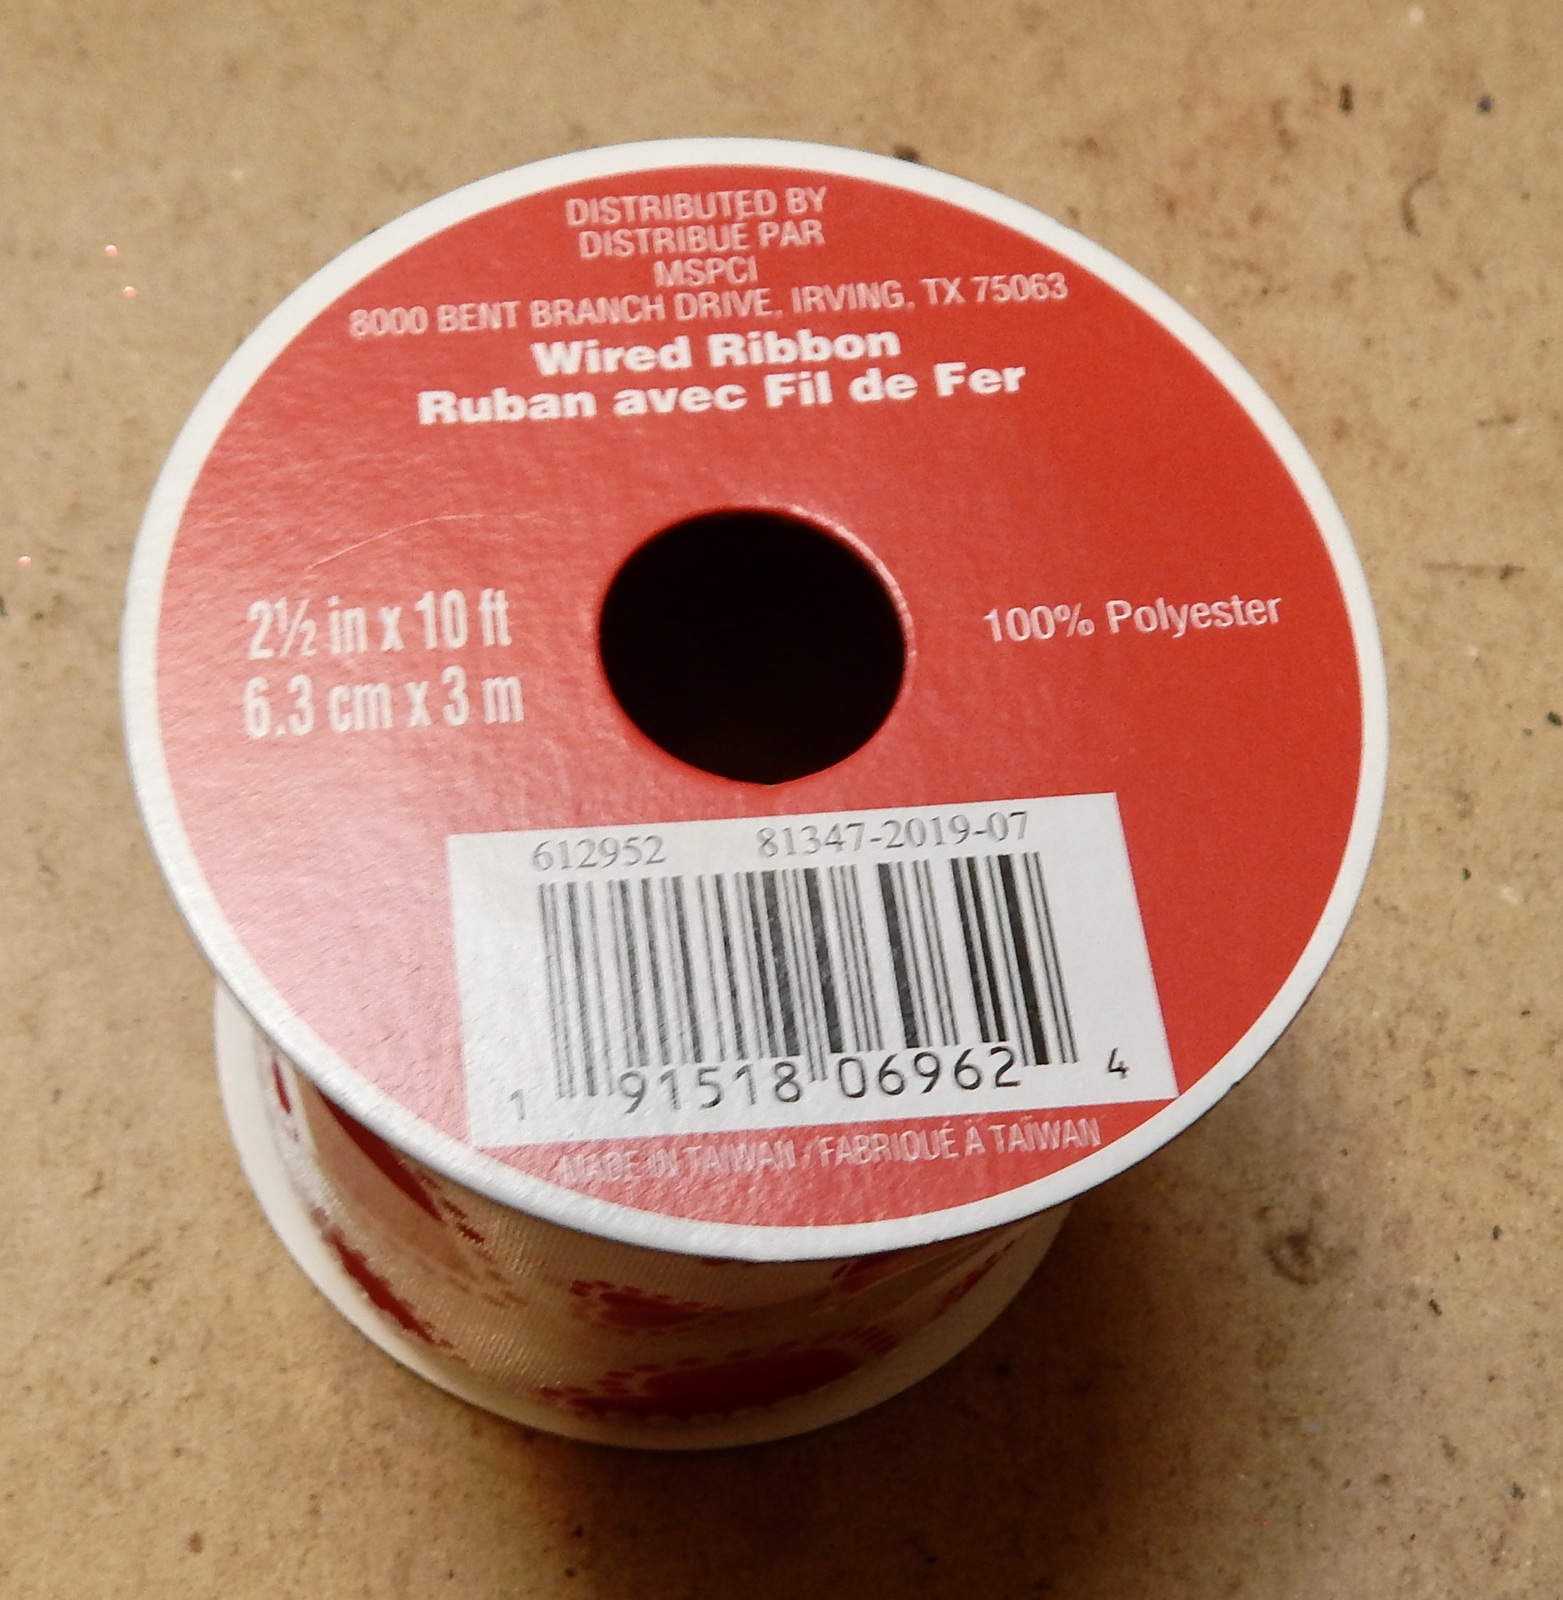 DISTRIBUTED BY
DISTRIBUÉ PAR
MSPCI
8000 BENT BRANCH DRIVE, IRVING, TX 75063
Wired Ribbon
Ruban avec Fil de Fer
2½ in x 10 ft
6.3 cm x 3 m
100% Polyester
612952 81347-2019-07
1 91518 06962 4
MADE IN TAIWAN / FABRIQUÉ À TAÏWAN